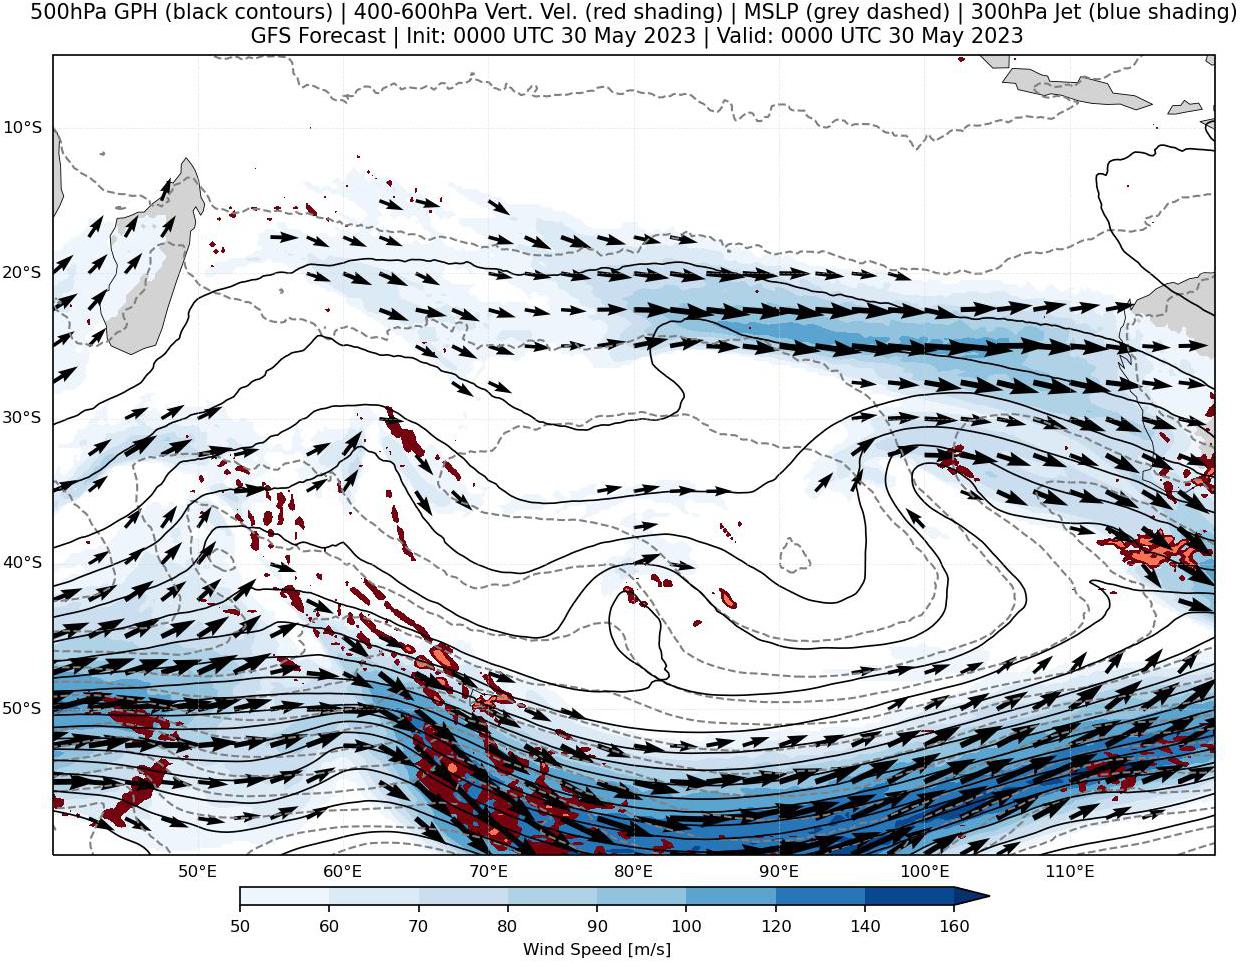 500hPa GPH (black contours) | 400-600hPa Vert. Vel. (red shading) | MSLP (grey dashed) | 300hPa Jet (blue shading)
GFS Forecast | Init: 0000 UTC 30 May 2023 | Valid: 0000 UTC 30 May 2023
10°S
20°S
30°S
40°S
50°S
50°E 60°E 70°E 80°E 90°E 100°E 110°E
50 60 70 80 90 100 120 140 160
Wind Speed [m/s]